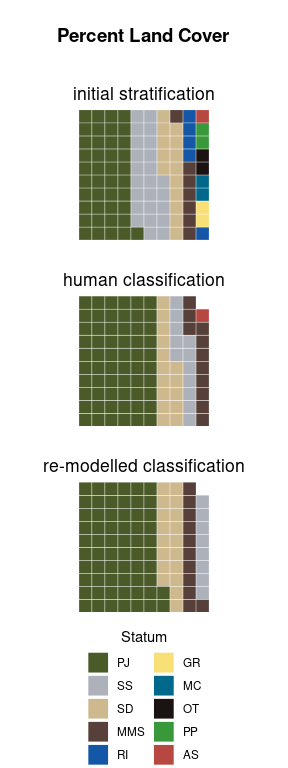 Percent Land Cover
initial stratification
human classification
re-modelled classification
Statum
PJ
SS
SD
MMS
RI
GR
MC
OT
PP
AS